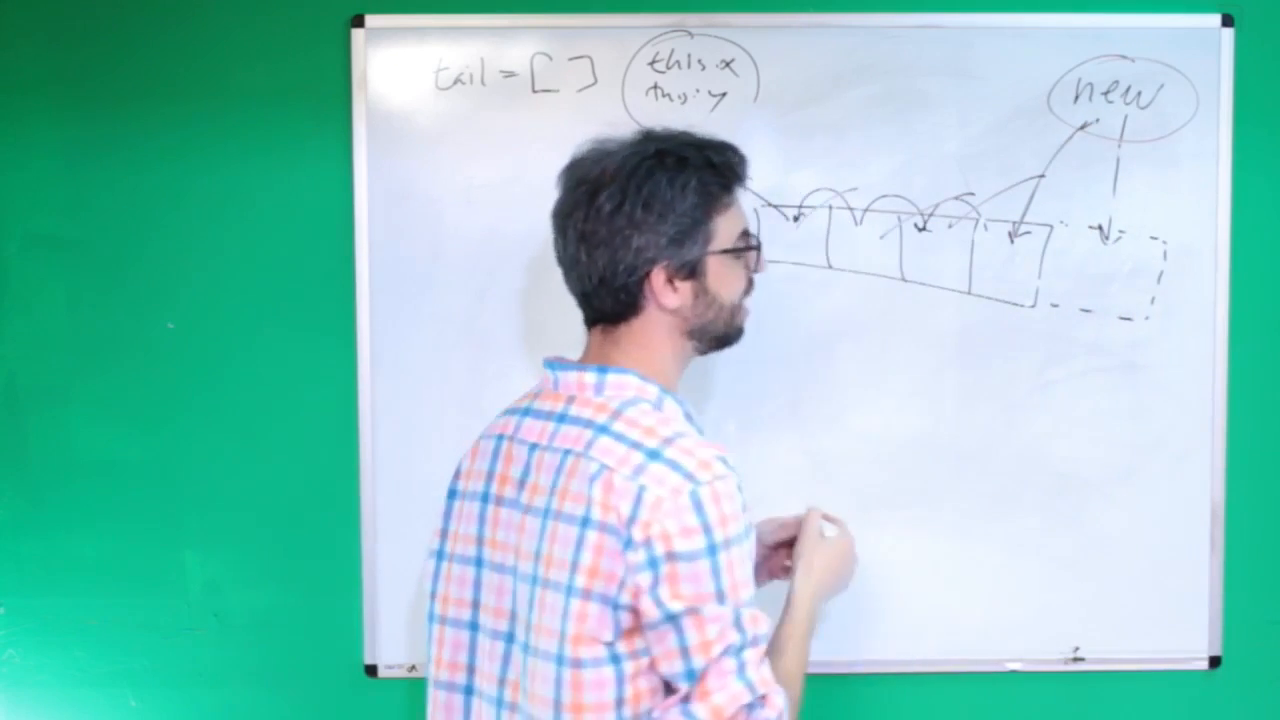 tail = [ ]
this.x
this.y
new